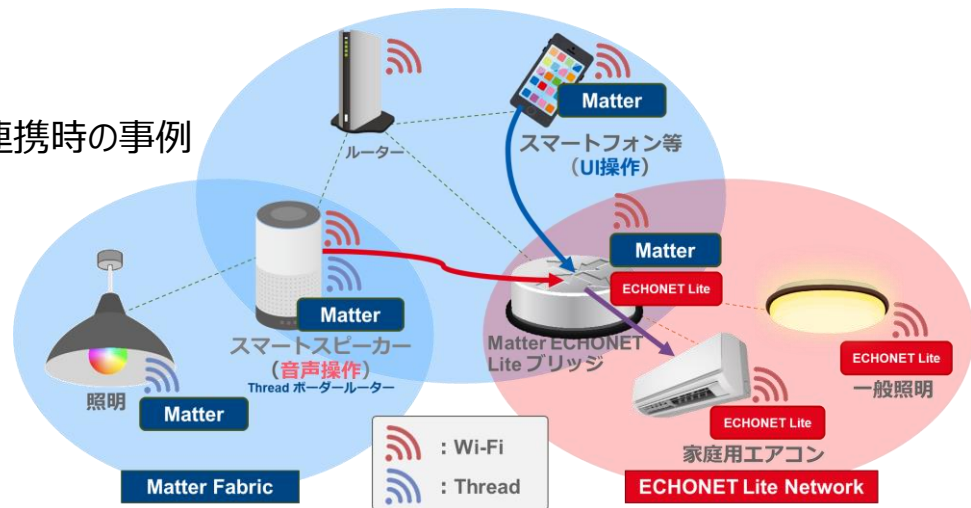 連携時の事例
ルーター
Matter
スマートフォン等
（UI操作）
Matter
ECHONET Lite
Matter
スマートスピーカー
（音声操作）
Thread ボーダールーター
Matter ECHONET
Lite ブリッジ
ECHONET Lite
一般照明
照明
Matter
ECHONET Lite
家庭用エアコン
：Wi-Fi
：Thread
Matter Fabric
ECHONET Lite Network